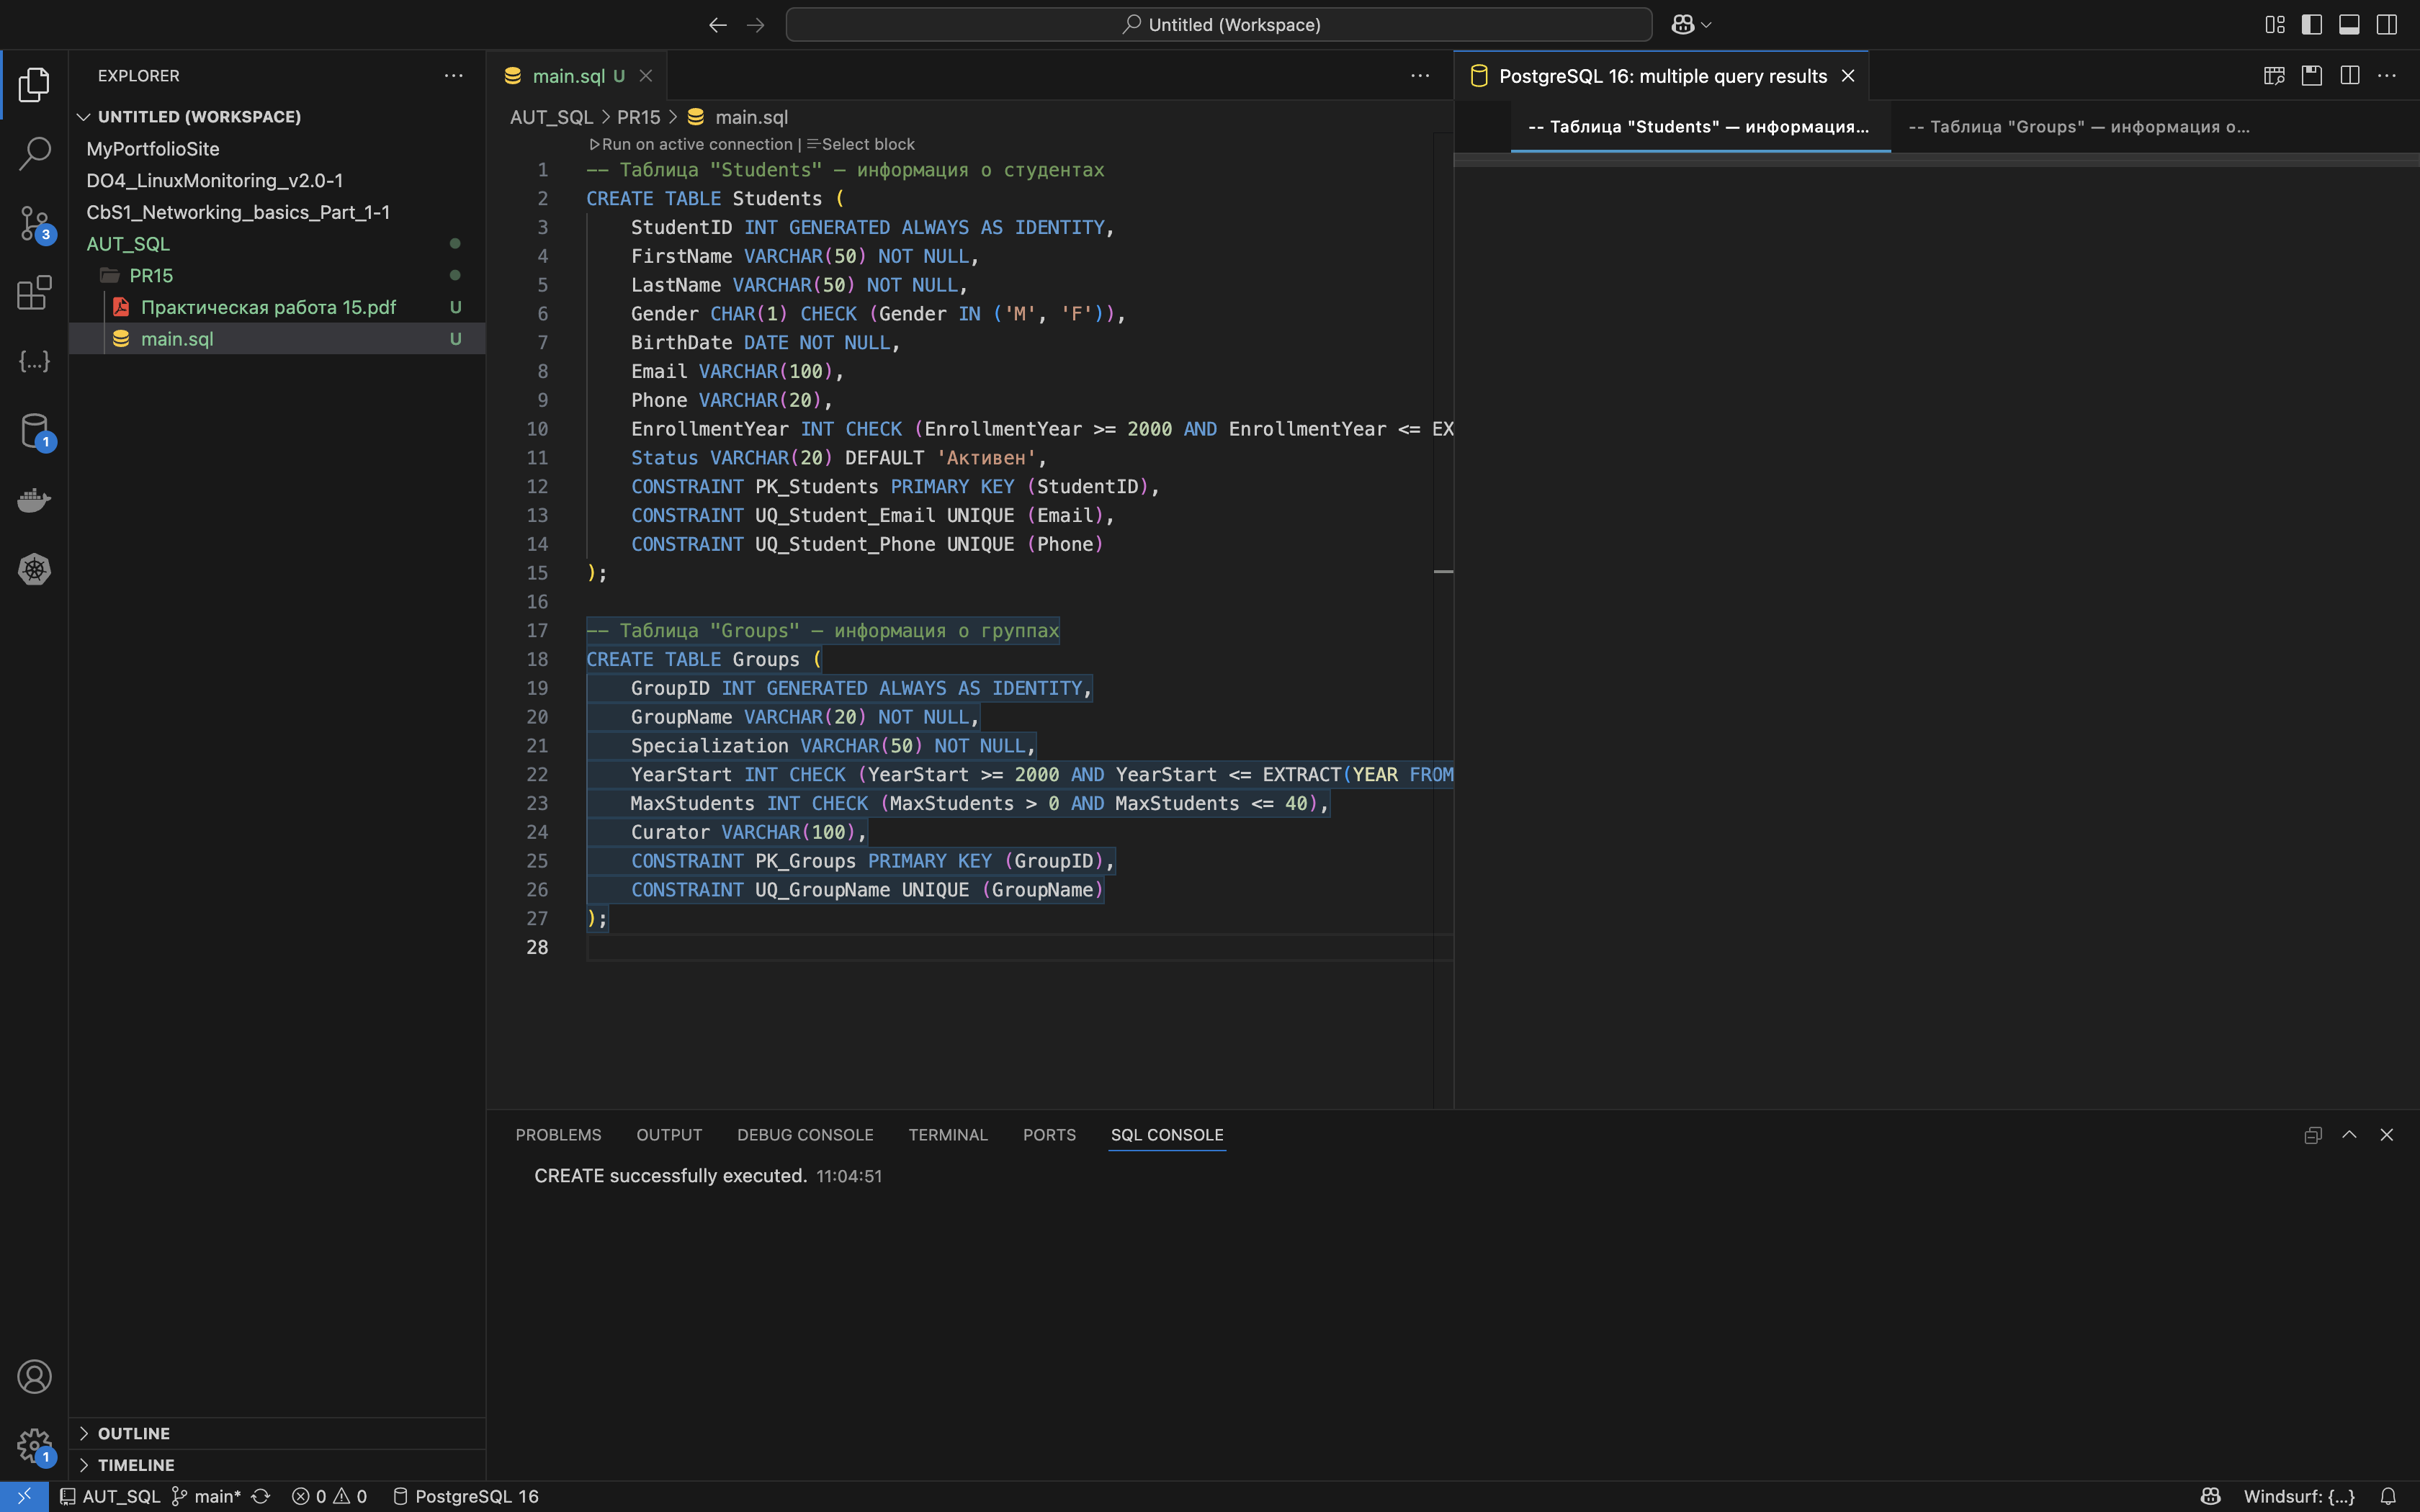 Untitled (Workspace)
EXPLORER
UNTITLED (WORKSPACE)
MyPortfolioSite
DO4_LinuxMonitoring_v2.0-1
CbS1_Networking_basics_Part_1-1
AUT_SQL
PR15
Практическая работа 15.pdf U
main.sql U
3
1
main.sql U
AUT_SQL > PR15 > main.sql
Run on active connection | Select block
1 -- Таблица "Students" — информация о студентах
2 CREATE TABLE Students (
3 StudentID INT GENERATED ALWAYS AS IDENTITY,
4 FirstName VARCHAR(50) NOT NULL,
5 LastName VARCHAR(50) NOT NULL,
6 Gender CHAR(1) CHECK (Gender IN ('M', 'F')),
7 BirthDate DATE NOT NULL,
8 Email VARCHAR(100),
9 Phone VARCHAR(20),
10 EnrollmentYear INT CHECK (EnrollmentYear >= 2000 AND EnrollmentYear <= EX
11 Status VARCHAR(20) DEFAULT 'Активен',
12 CONSTRAINT PK_Students PRIMARY KEY (StudentID),
13 CONSTRAINT UQ_Student_Email UNIQUE (Email),
14 CONSTRAINT UQ_Student_Phone UNIQUE (Phone)
15 );
16
17 -- Таблица "Groups" — информация о группах
18 CREATE TABLE Groups (
19 GroupID INT GENERATED ALWAYS AS IDENTITY,
20 GroupName VARCHAR(20) NOT NULL,
21 Specialization VARCHAR(50) NOT NULL,
22 YearStart INT CHECK (YearStart >= 2000 AND YearStart <= EXTRACT(YEAR FROM
23 MaxStudents INT CHECK (MaxStudents > 0 AND MaxStudents <= 40),
24 Curator VARCHAR(100),
25 CONSTRAINT PK_Groups PRIMARY KEY (GroupID),
26 CONSTRAINT UQ_GroupName UNIQUE (GroupName)
27 );
28
PostgreSQL 16: multiple query results
-- Таблица "Students" — информация... -- Таблица "Groups" — информация о...
PROBLEMS OUTPUT DEBUG CONSOLE TERMINAL PORTS SQL CONSOLE
CREATE successfully executed. 11:04:51
OUTLINE
TIMELINE
1
AUT_SQL main* 0 0 PostgreSQL 16 Windsurf: {...}